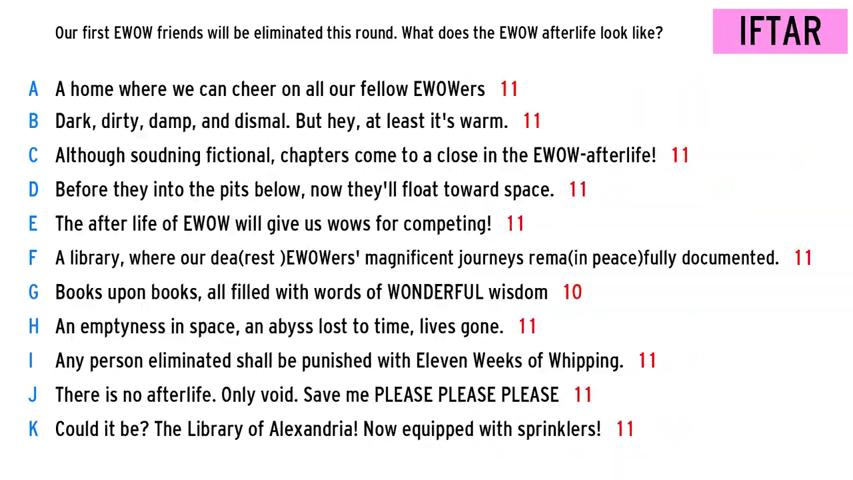 Our first EWOW friends will be eliminated this round. What does the EWOW afterlife look like?
IFTAR
A A home where we can cheer on all our fellow EWOWers 11
B Dark, dirty, damp, and dismal. But hey, at least it's warm. 11
C Although soudning fictional, chapters come to a close in the EWOW-afterlife! 11
D Before they into the pits below, now they'll float toward space. 11
E The after life of EWOW will give us wows for competing! 11
F A library, where our dea(rest )EWOWers' magnificent journeys rema(in peace)fully documented. 11
G Books upon books, all filled with words of WONDERFUL wisdom 10
H An emptyness in space, an abyss lost to time, lives gone. 11
I Any person eliminated shall be punished with Eleven Weeks of Whipping. 11
J There is no afterlife. Only void. Save me PLEASE PLEASE PLEASE 11
K Could it be? The Library of Alexandria! Now equipped with sprinklers! 11